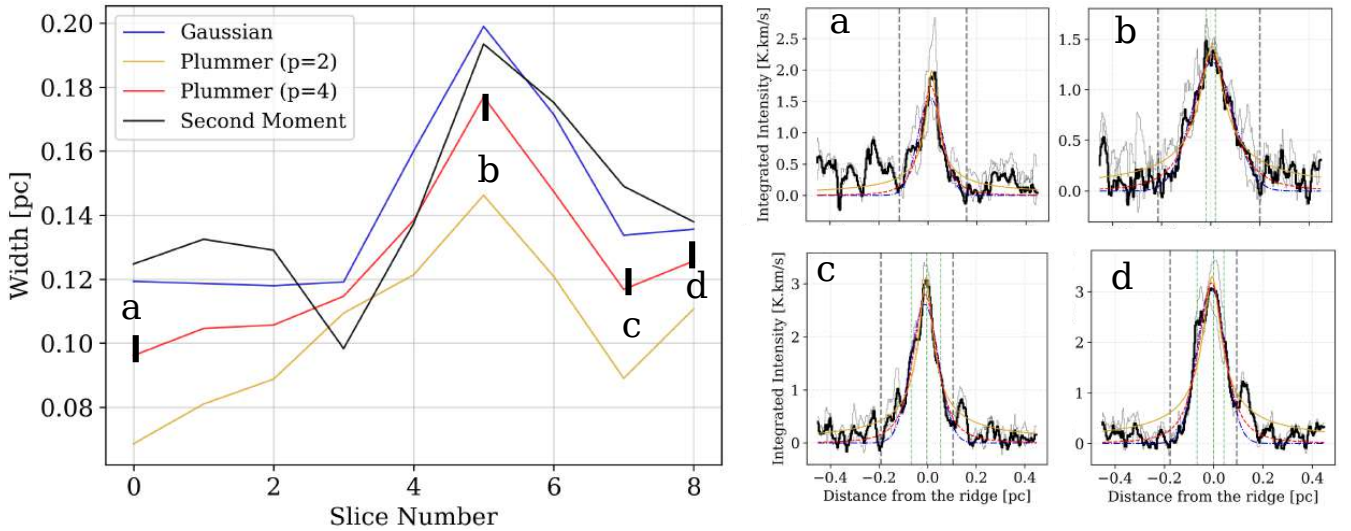 0.20
0.18
0.16
0.14
0.12
0.10
0.08
Width [pc]
Gaussian
Plummer (p=2)
Plummer (p=4)
Second Moment
a
b
c
d
0 2 4 6 8
Slice Number
a
Integrated Intensity [K.km/s]
2.5
2.0
1.5
1.0
0.5
0.0
b
1.5
1.0
0.5
0.0
c
Integrated Intensity [K.km/s]
3
2
1
0
−0.4 −0.2 0.0 0.2 0.4
Distance from the ridge [pc]
d
3
2
1
0
−0.4 −0.2 0.0 0.2 0.4
Distance from the ridge [pc]